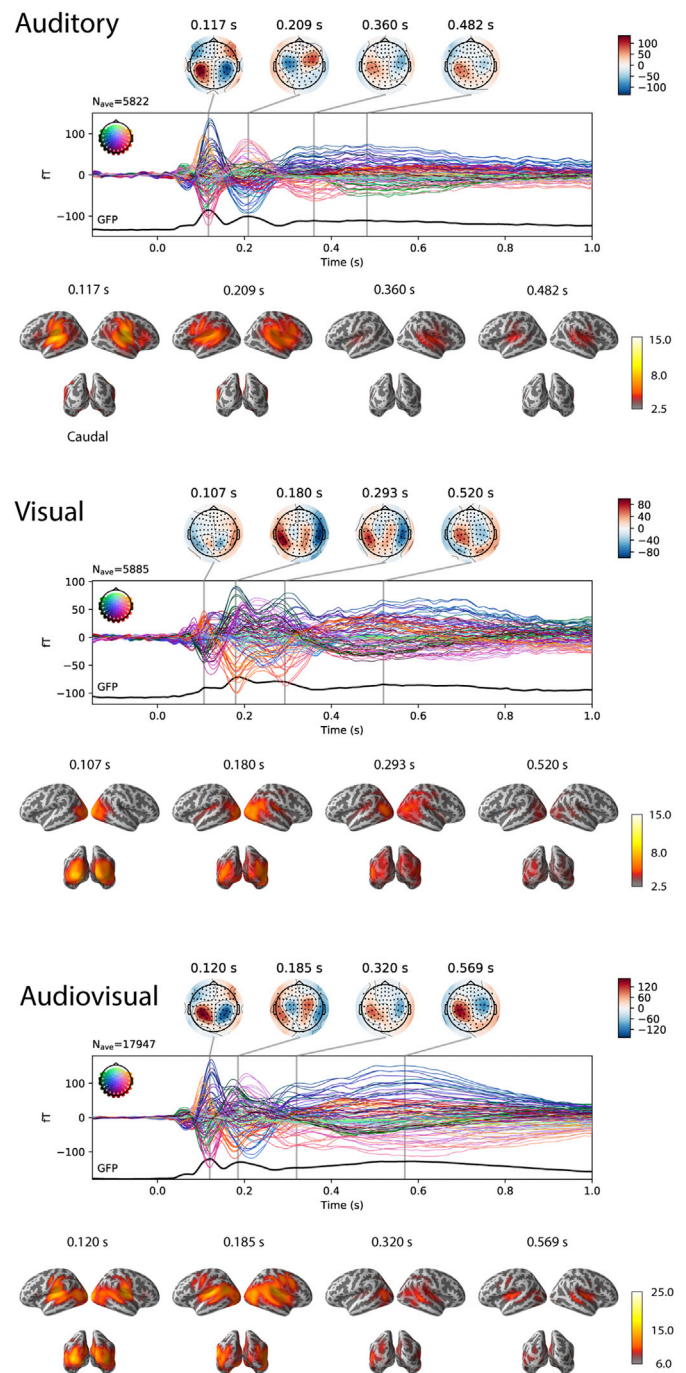 Auditory
0.117 s 0.209 s 0.360 s 0.482 s
100
50
0
−50
−100
Nave=5822
100
fT
0
−100
GFP
0.0 0.2 0.4 0.6 0.8 1.0
Time (s)
0.117 s 0.209 s 0.360 s 0.482 s
15.0
8.0
2.5
Caudal
Visual
0.107 s 0.180 s 0.293 s 0.520 s
80
40
0
−40
−80
Nave=5885
100
50
fT
0
−50
−100
GFP
0.0 0.2 0.4 0.6 0.8 1.0
Time (s)
0.107 s 0.180 s 0.293 s 0.520 s
15.0
8.0
2.5
Audiovisual
0.120 s 0.185 s 0.320 s 0.569 s
120
60
0
−60
−120
Nave=17947
100
fT
0
−100
GFP
0.0 0.2 0.4 0.6 0.8 1.0
Time (s)
0.120 s 0.185 s 0.320 s 0.569 s
25.0
15.0
6.0